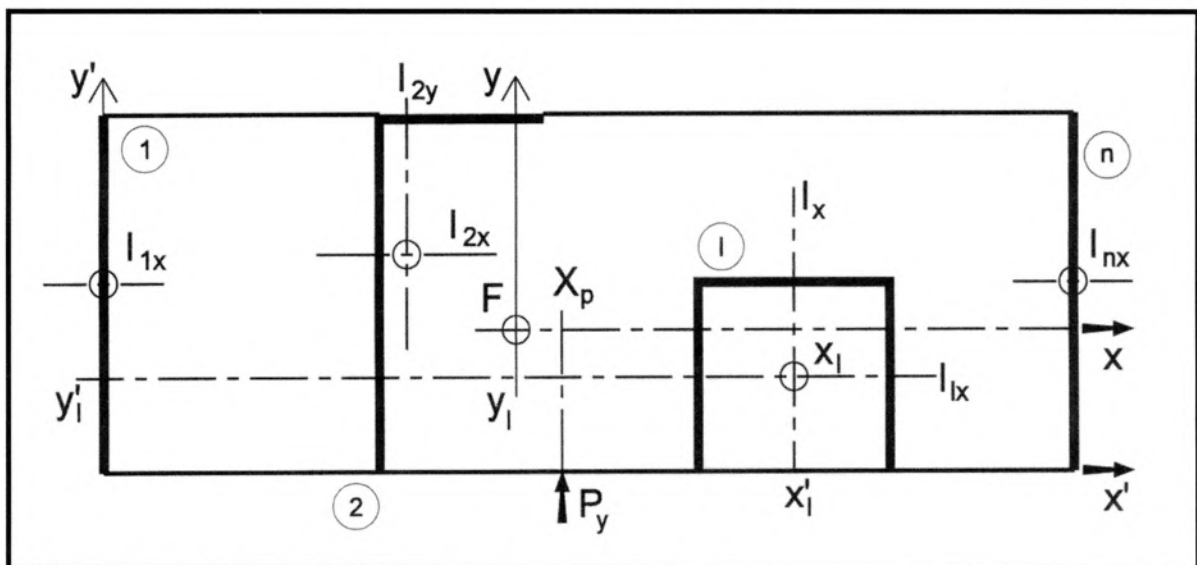 y'
I2y
y
1
n
Ix
I2x
I
I1x
Inx
Xp
F
xI
x
y'I
yI
IIx
2
Py
x'I
x'